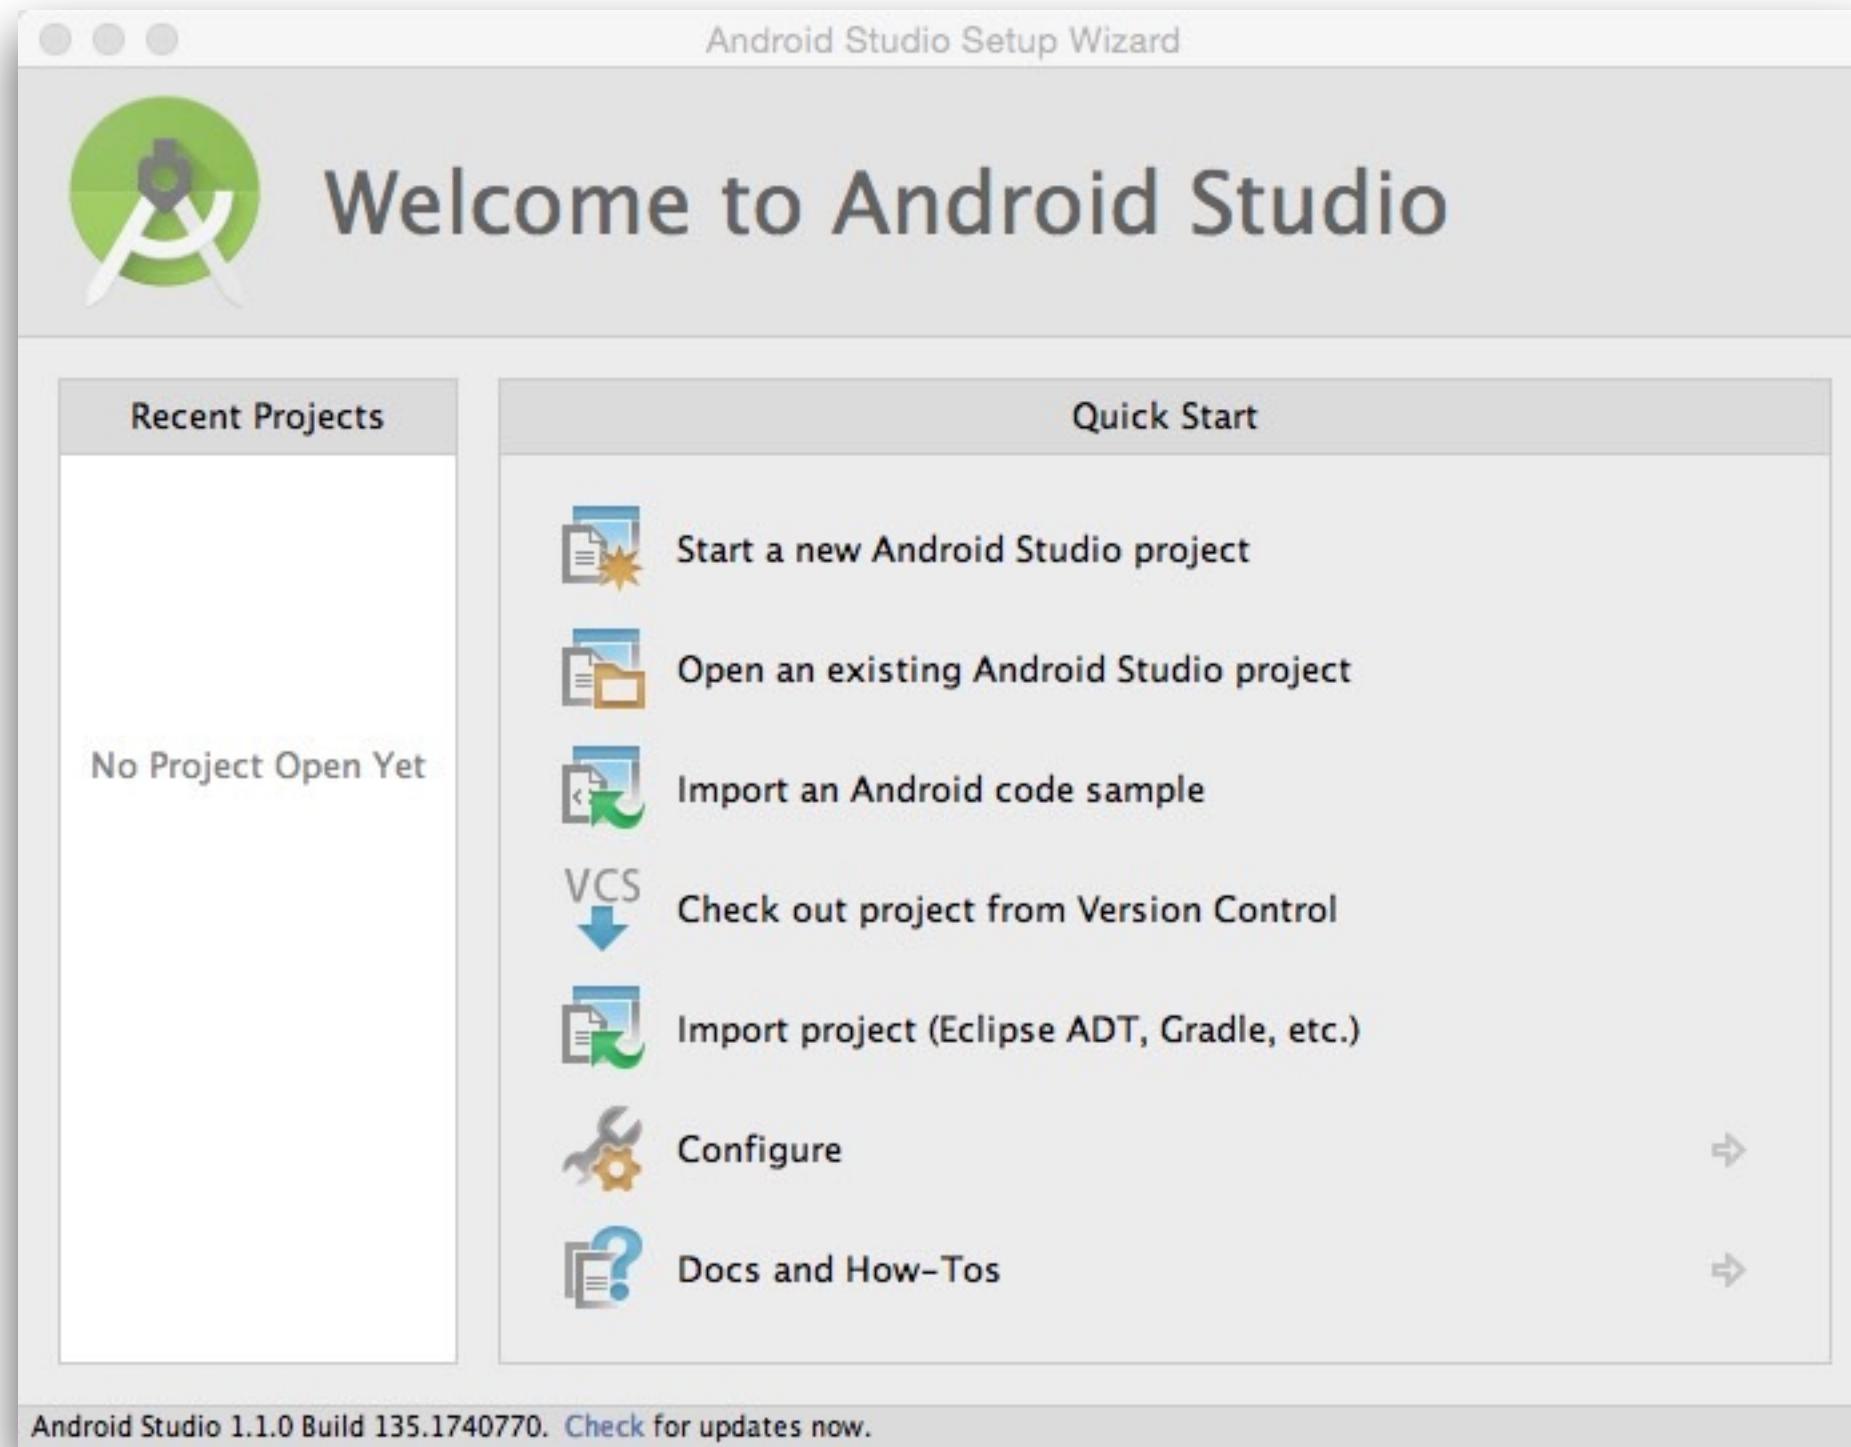 Android Studio Setup Wizard
Welcome to Android Studio
Recent Projects
No Project Open Yet
Quick Start
Start a new Android Studio project
Open an existing Android Studio project
Import an Android code sample
VCS
Check out project from Version Control
Import project (Eclipse ADT, Gradle, etc.)
Configure
Docs and How-Tos
Android Studio 1.1.0 Build 135.1740770. Check for updates now.